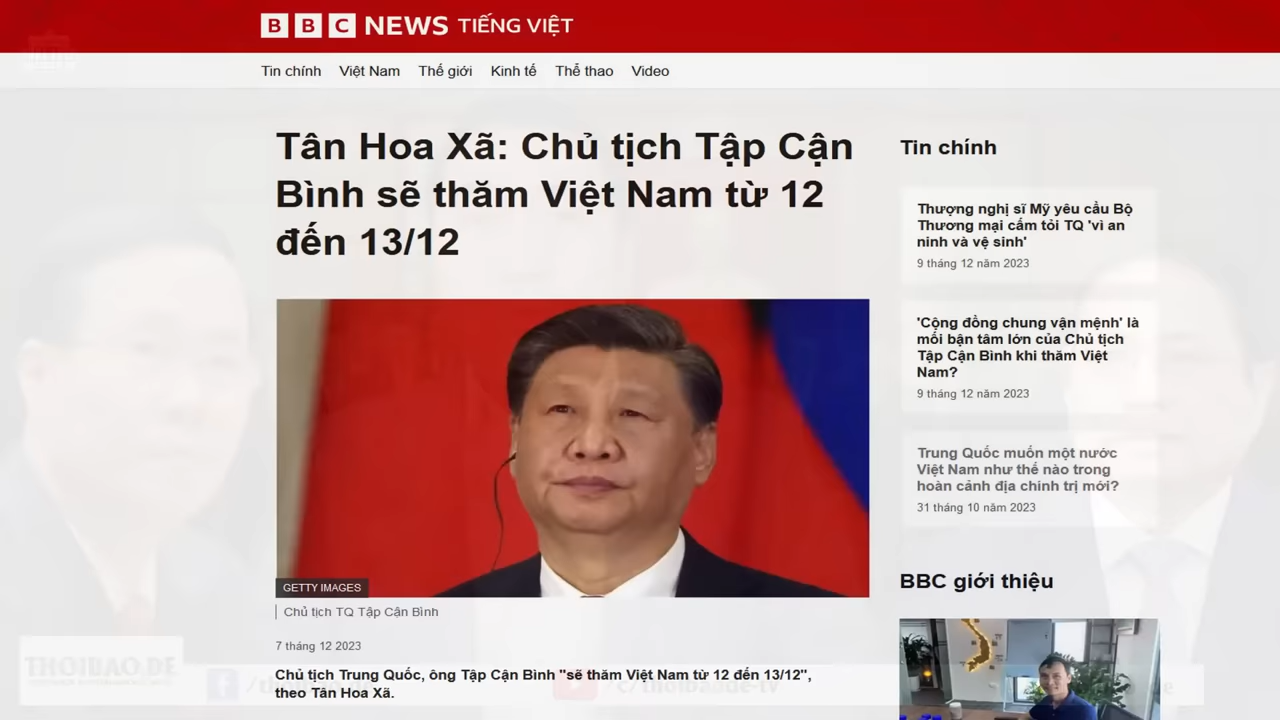 BBC NEWS TIẾNG VIỆT
Tin chính Việt Nam Thế giới Kinh tế Thể thao Video
Tân Hoa Xã: Chủ tịch Tập Cận
Bình sẽ thăm Việt Nam từ 12
đến 13/12
GETTY IMAGES
Chủ tịch TQ Tập Cận Bình
7 tháng 12 2023
Chủ tịch Trung Quốc, ông Tập Cận Bình "sẽ thăm Việt Nam từ 12 đến 13/12",
theo Tân Hoa Xã.
Tin chính
Thượng nghị sĩ Mỹ yêu cầu Bộ
Thương mại cấm tỏi TQ 'vì an
ninh và vệ sinh'
9 tháng 12 năm 2023
'Cộng đồng chung vận mệnh' là
mối bận tâm lớn của Chủ tịch
Tập Cận Bình khi thăm Việt
Nam?
9 tháng 12 năm 2023
Trung Quốc muốn một nước
Việt Nam như thế nào trong
hoàn cảnh địa chính trị mới?
31 tháng 10 năm 2023
BBC giới thiệu
THOIBAO.DE